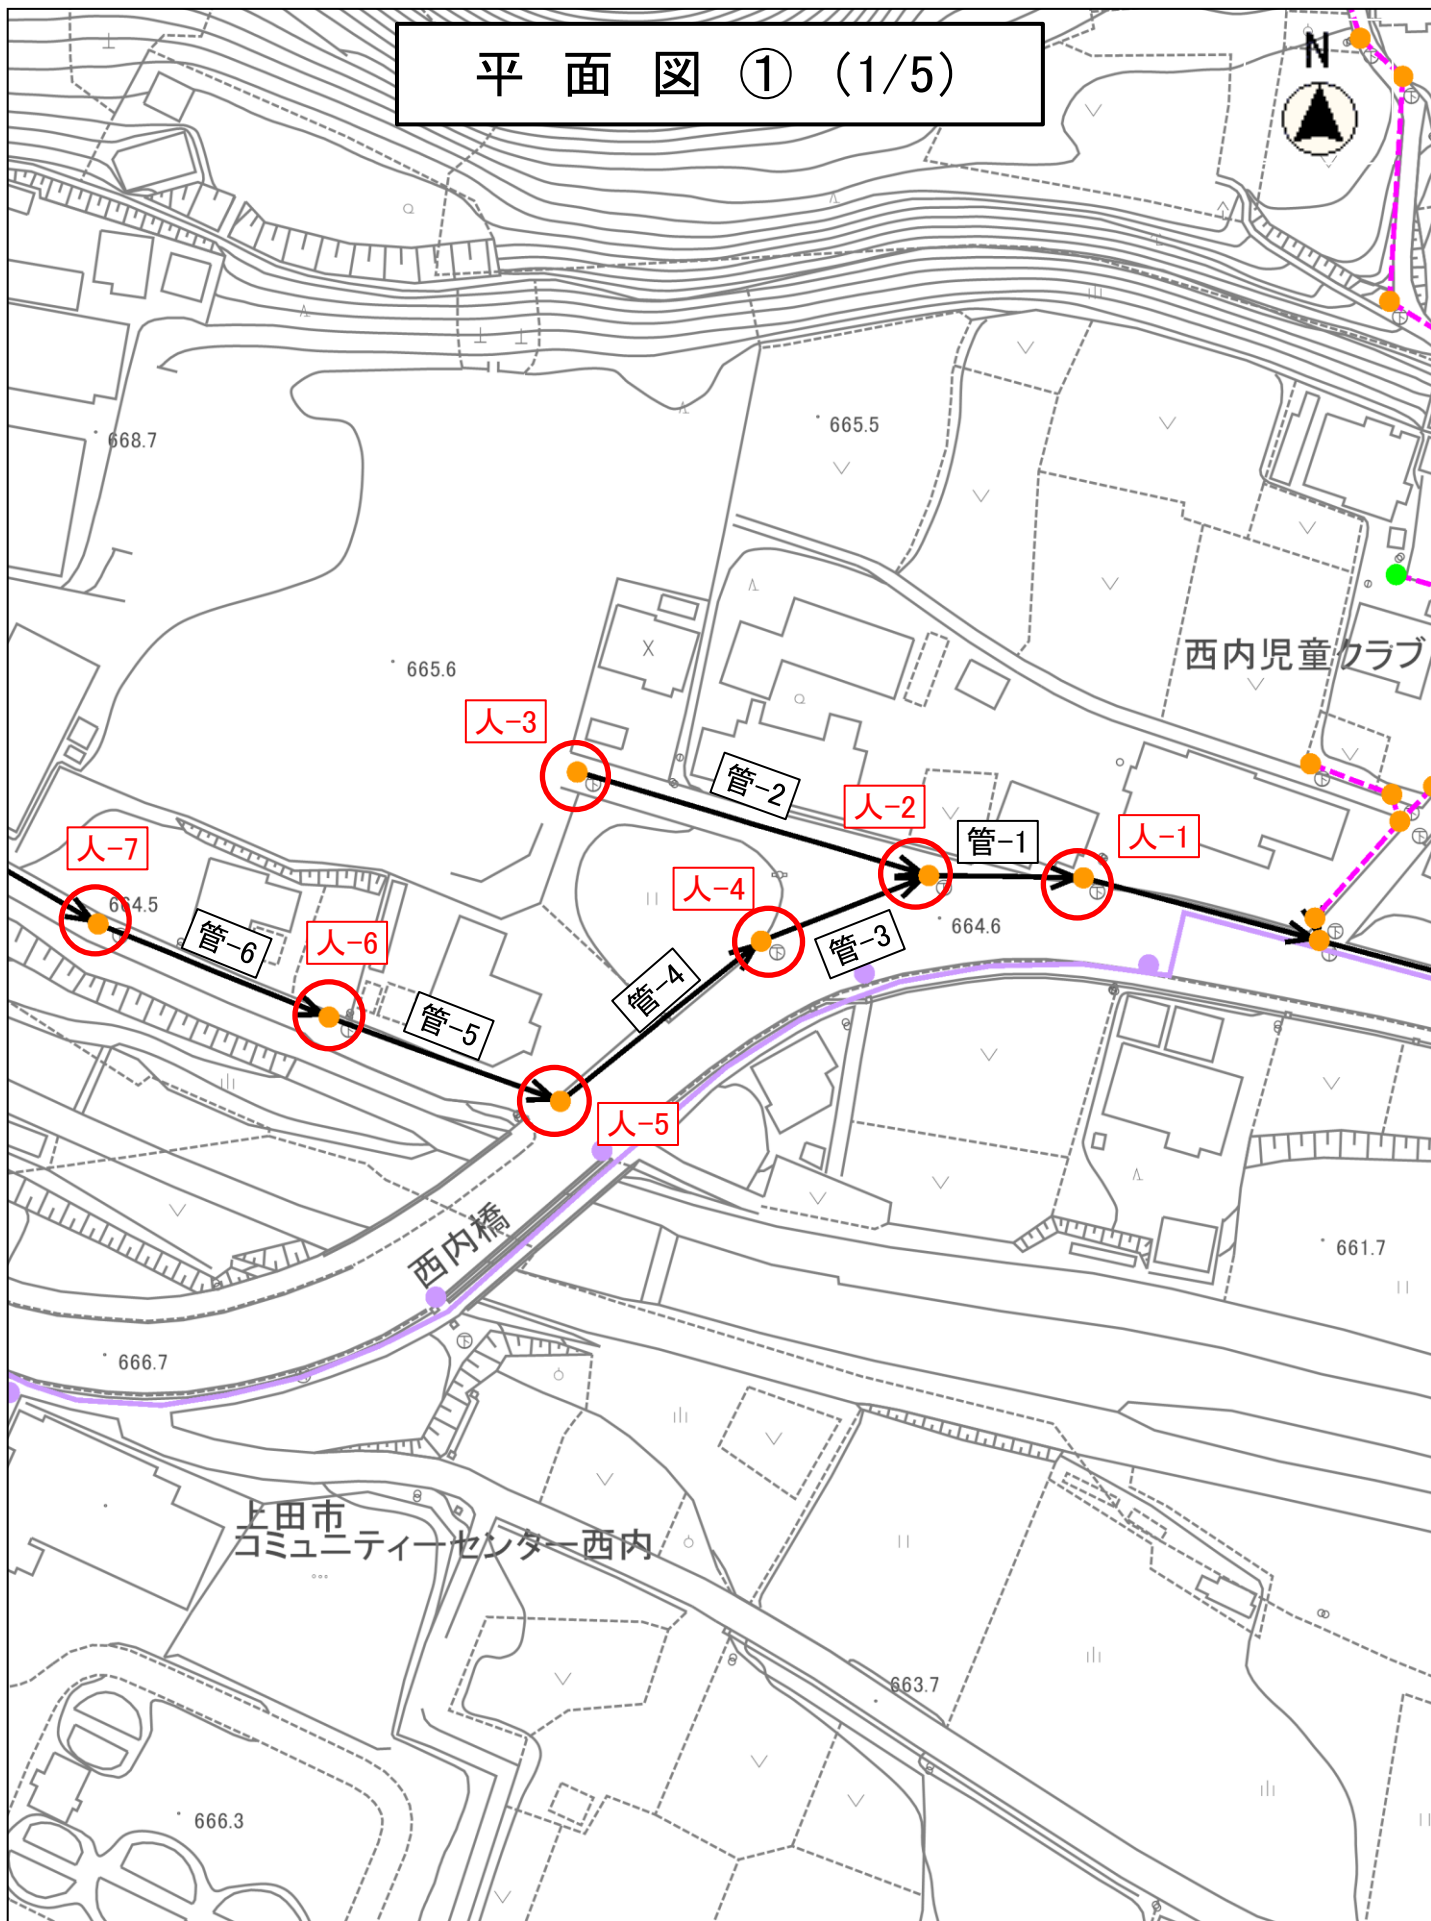 平面図①(1/5)
N
668.7
665.5
665.6
西内児童クラブ
人-3
管-2
人-2
管-1
人-1
人-7
664.5
管-6
人-6
人-4
664.6
管-3
管-4
管-5
人-5
西内橋
661.7
666.7
上田市
コミュニティーセンター西内
663.7
666.3